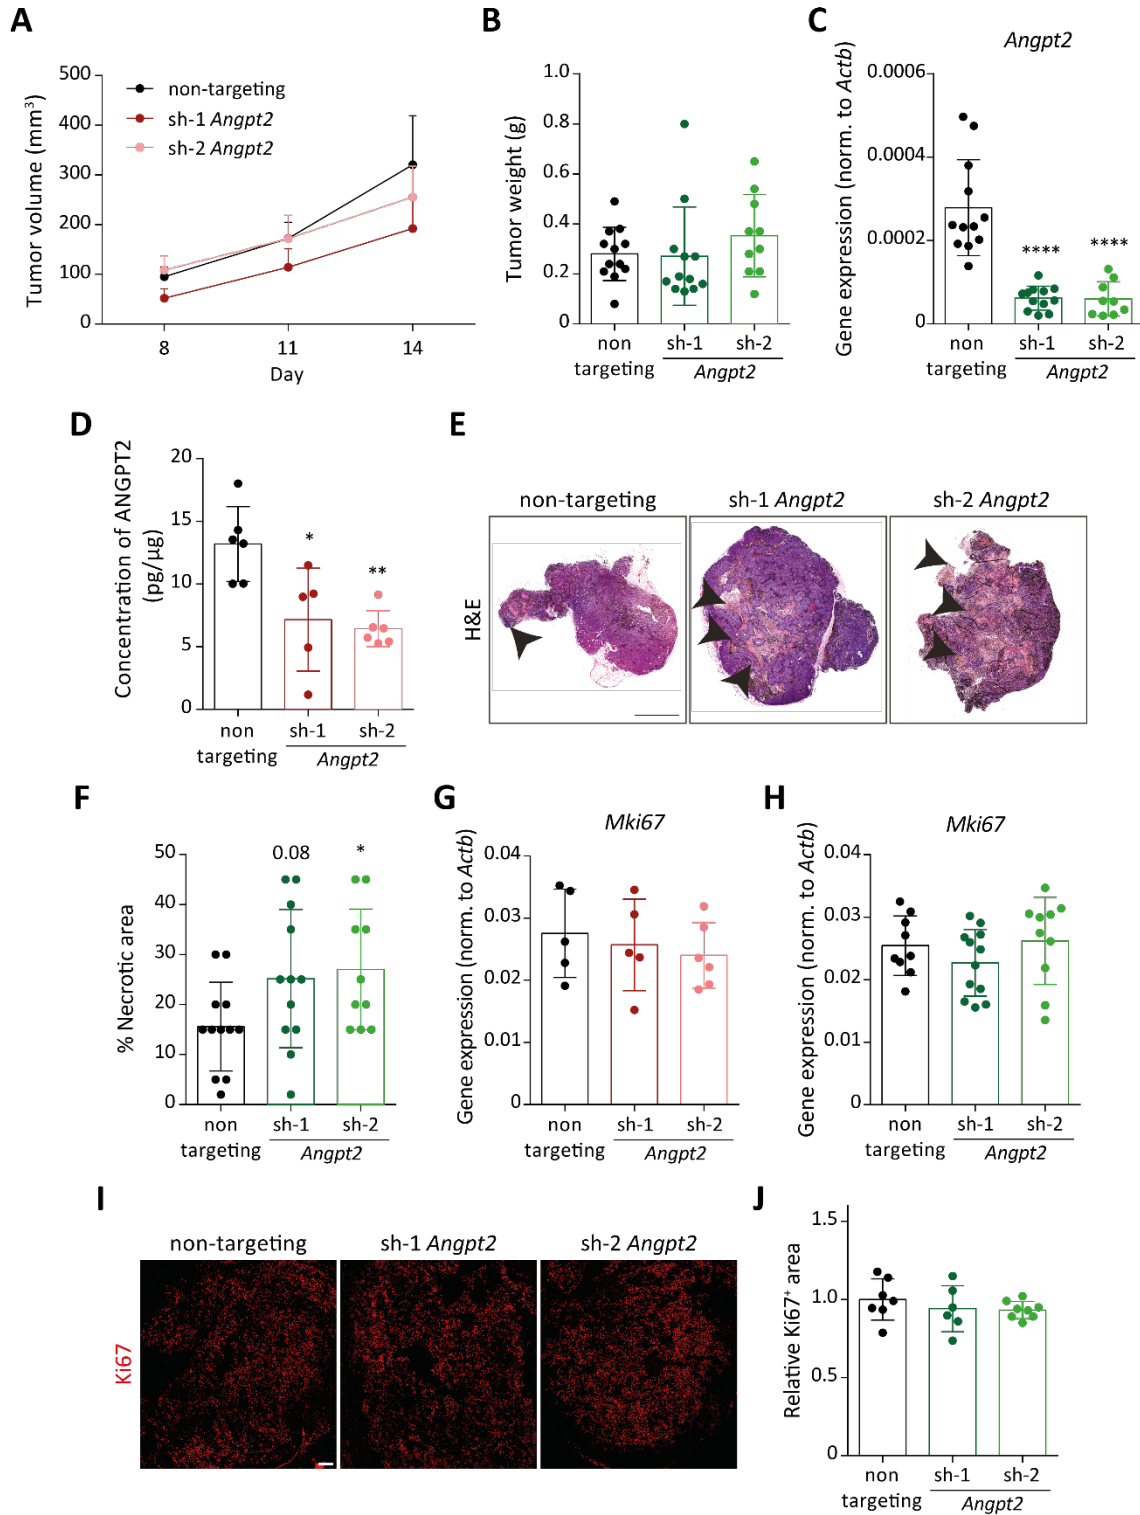 A
Tumor volume (mm³)
500
400
300
200
100
0
non-targeting
sh-1 Angpt2
sh-2 Angpt2
8
11
14
Day
B
Tumor weight (g)
1.0
0.8
0.6
0.4
0.2
0
non
targeting
sh-1
sh-2
Angpt2
C
Angpt2
Gene expression (norm. to Actb)
0.0006
0.0004
0.0002
0
****
****
non
targeting
sh-1
sh-2
Angpt2
D
Concentration of ANGPT2
(pg/µg)
20
15
10
5
0
*
**
non
targeting
sh-1
sh-2
Angpt2
E
non-targeting
sh-1 Angpt2
sh-2 Angpt2
H&E
F
% Necrotic area
50
40
30
20
10
0
0.08
*
non
targeting
sh-1
sh-2
Angpt2
G
Mki67
Gene expression (norm. to Actb)
0.04
0.03
0.02
0.01
0
non
targeting
sh-1
sh-2
Angpt2
H
Mki67
Gene expression (norm. to Actb)
0.04
0.03
0.02
0.01
0
non
targeting
sh-1
sh-2
Angpt2
I
non-targeting
sh-1 Angpt2
sh-2 Angpt2
Ki67
J
Relative Ki67⁺ area
1.5
1.0
0.5
0
non
targeting
sh-1
sh-2
Angpt2